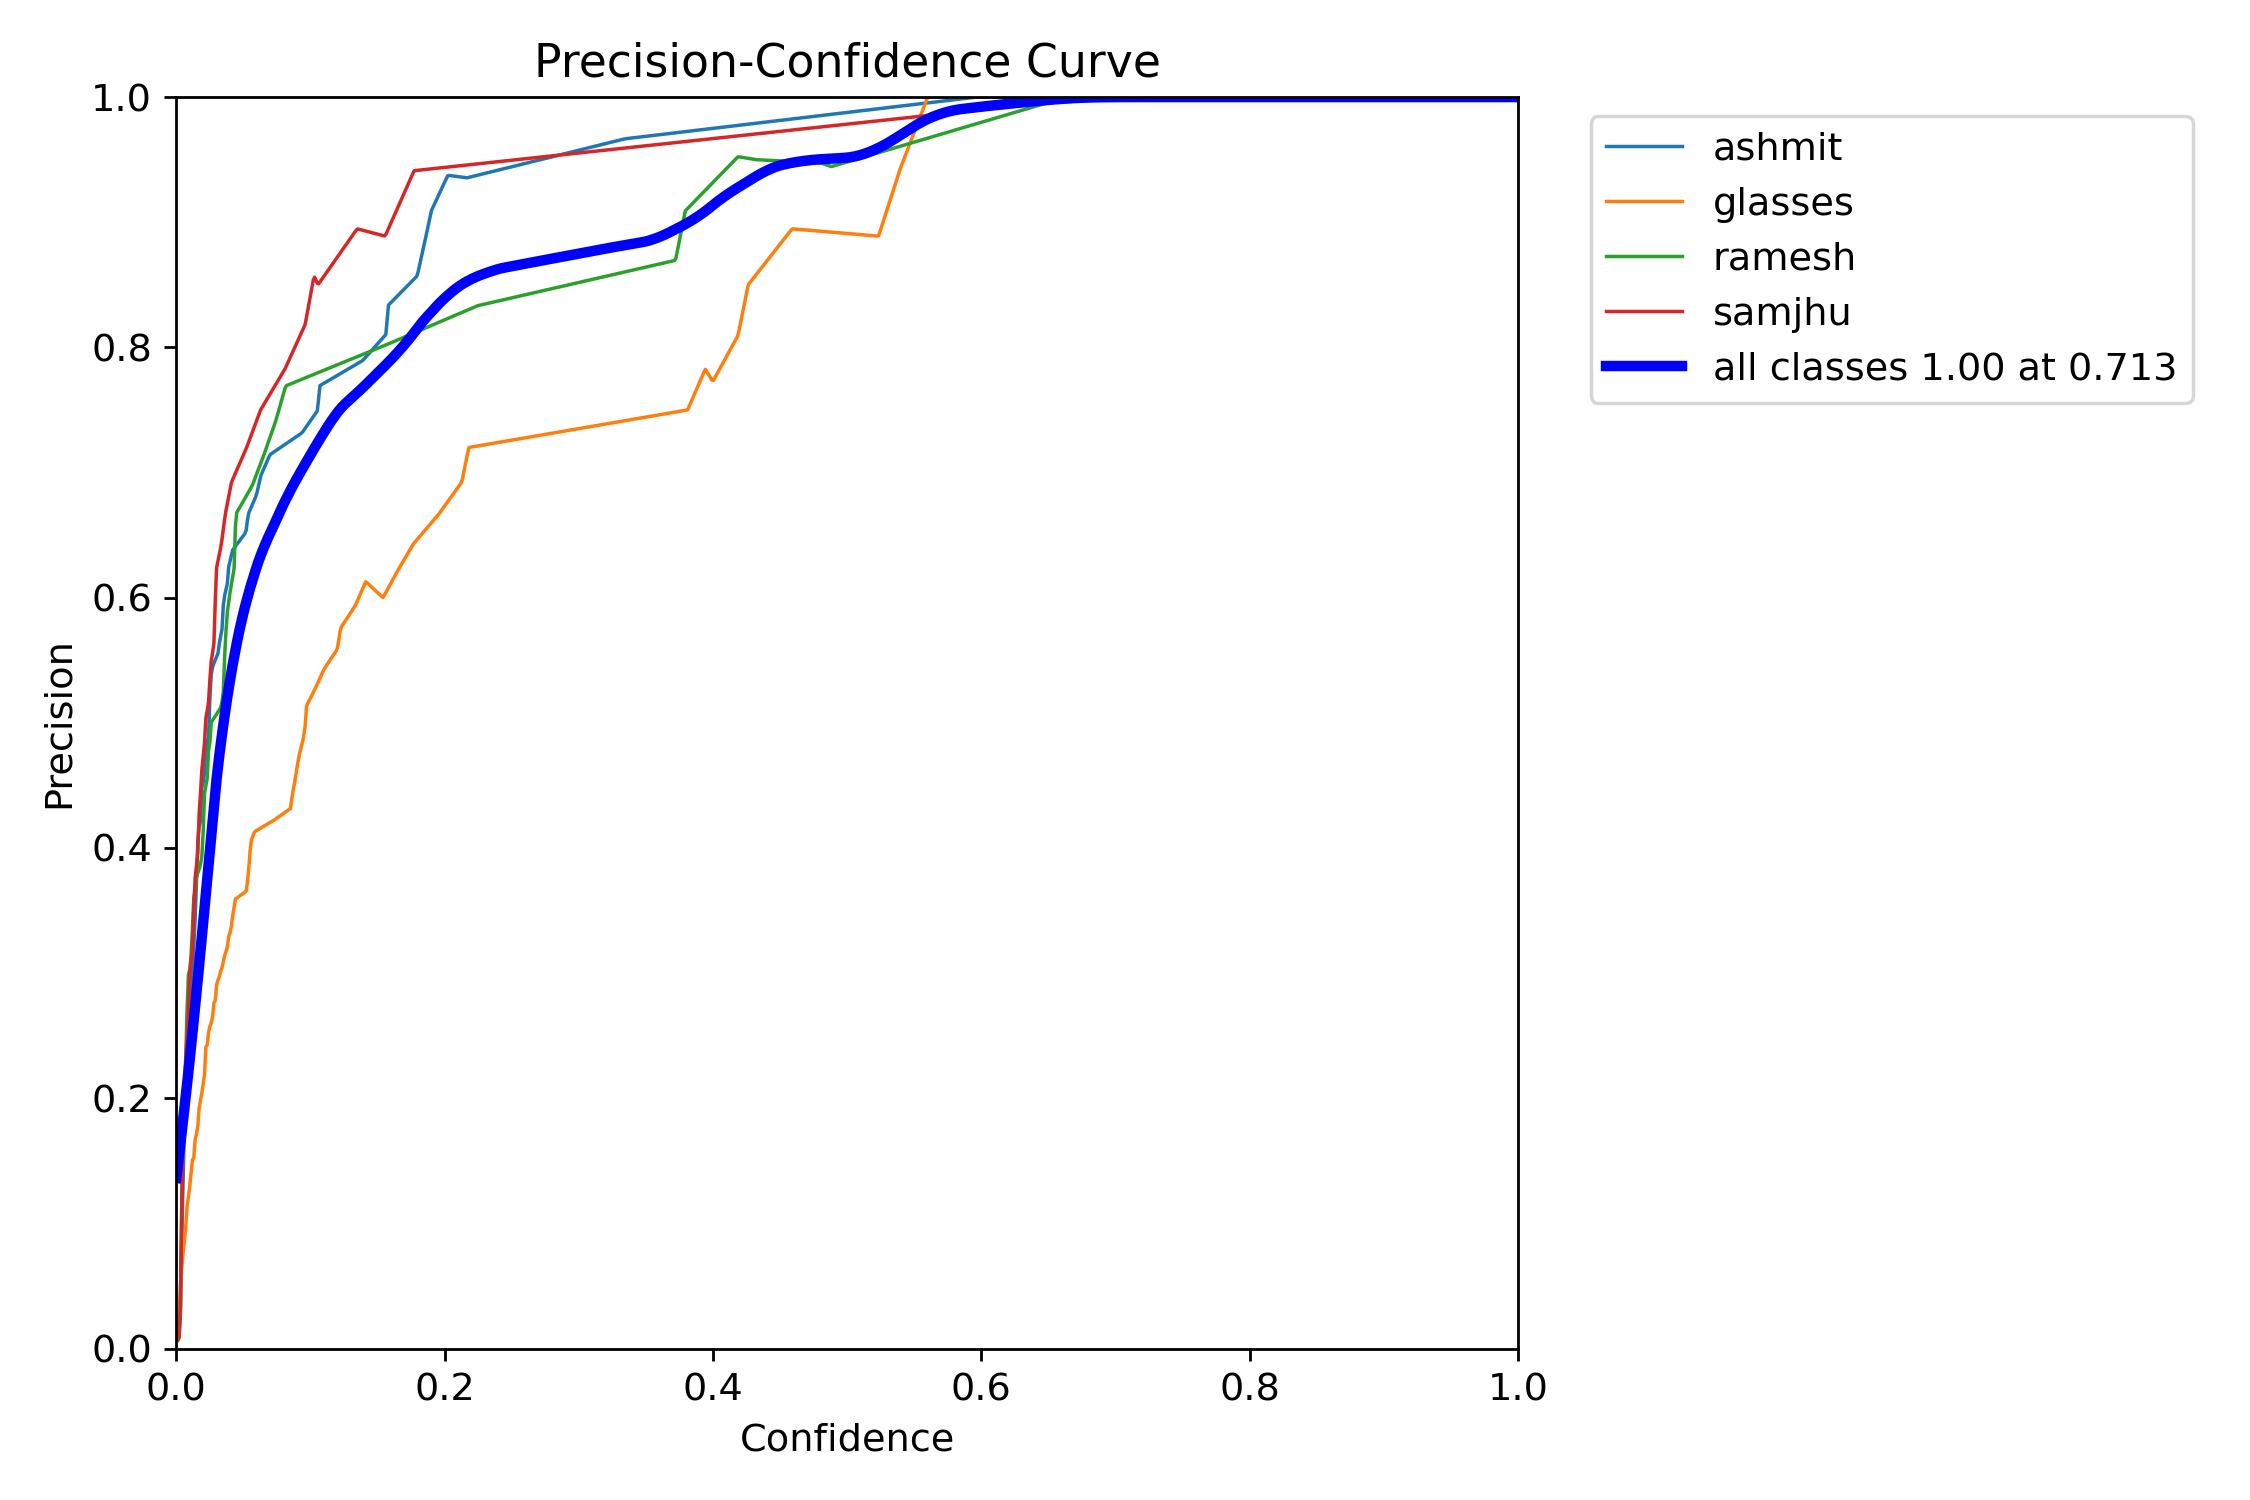 Precision-Confidence Curve
1.0
0.8
0.6
0.4
0.2
0.0
Precision
0.0 0.2 0.4 0.6 0.8 1.0
Confidence
ashmit
glasses
ramesh
samjhu
all classes 1.00 at 0.713